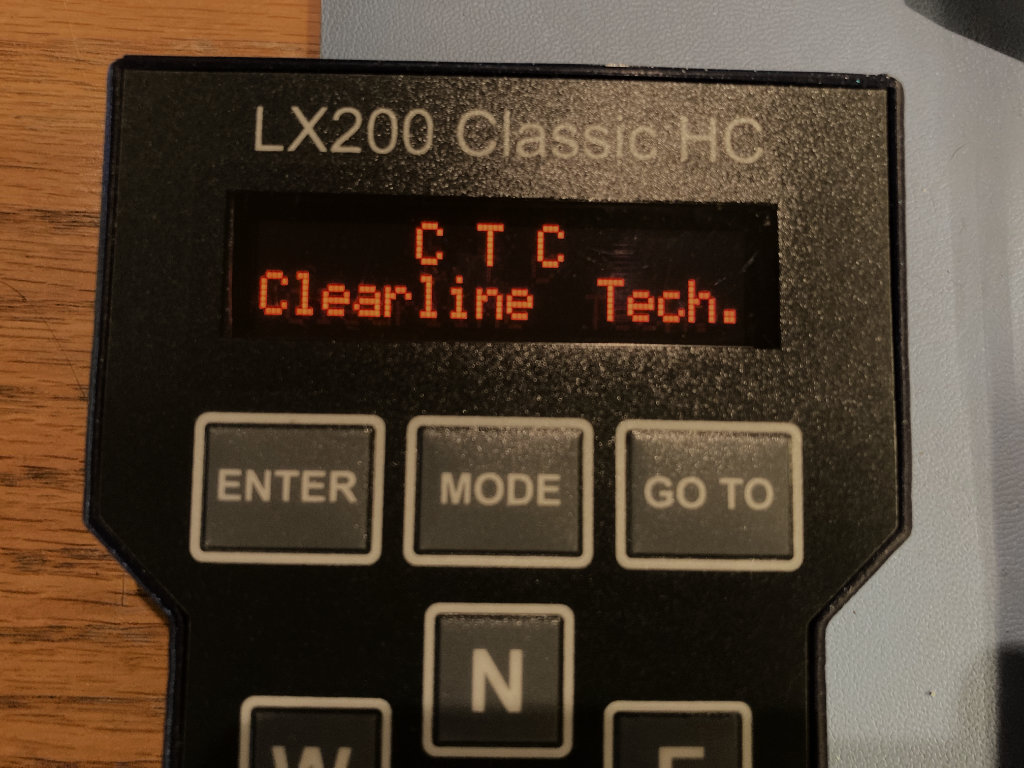 LX200 Classic HC
C T C
Clearline Tech.
ENTER MODE GO TO
N
W E